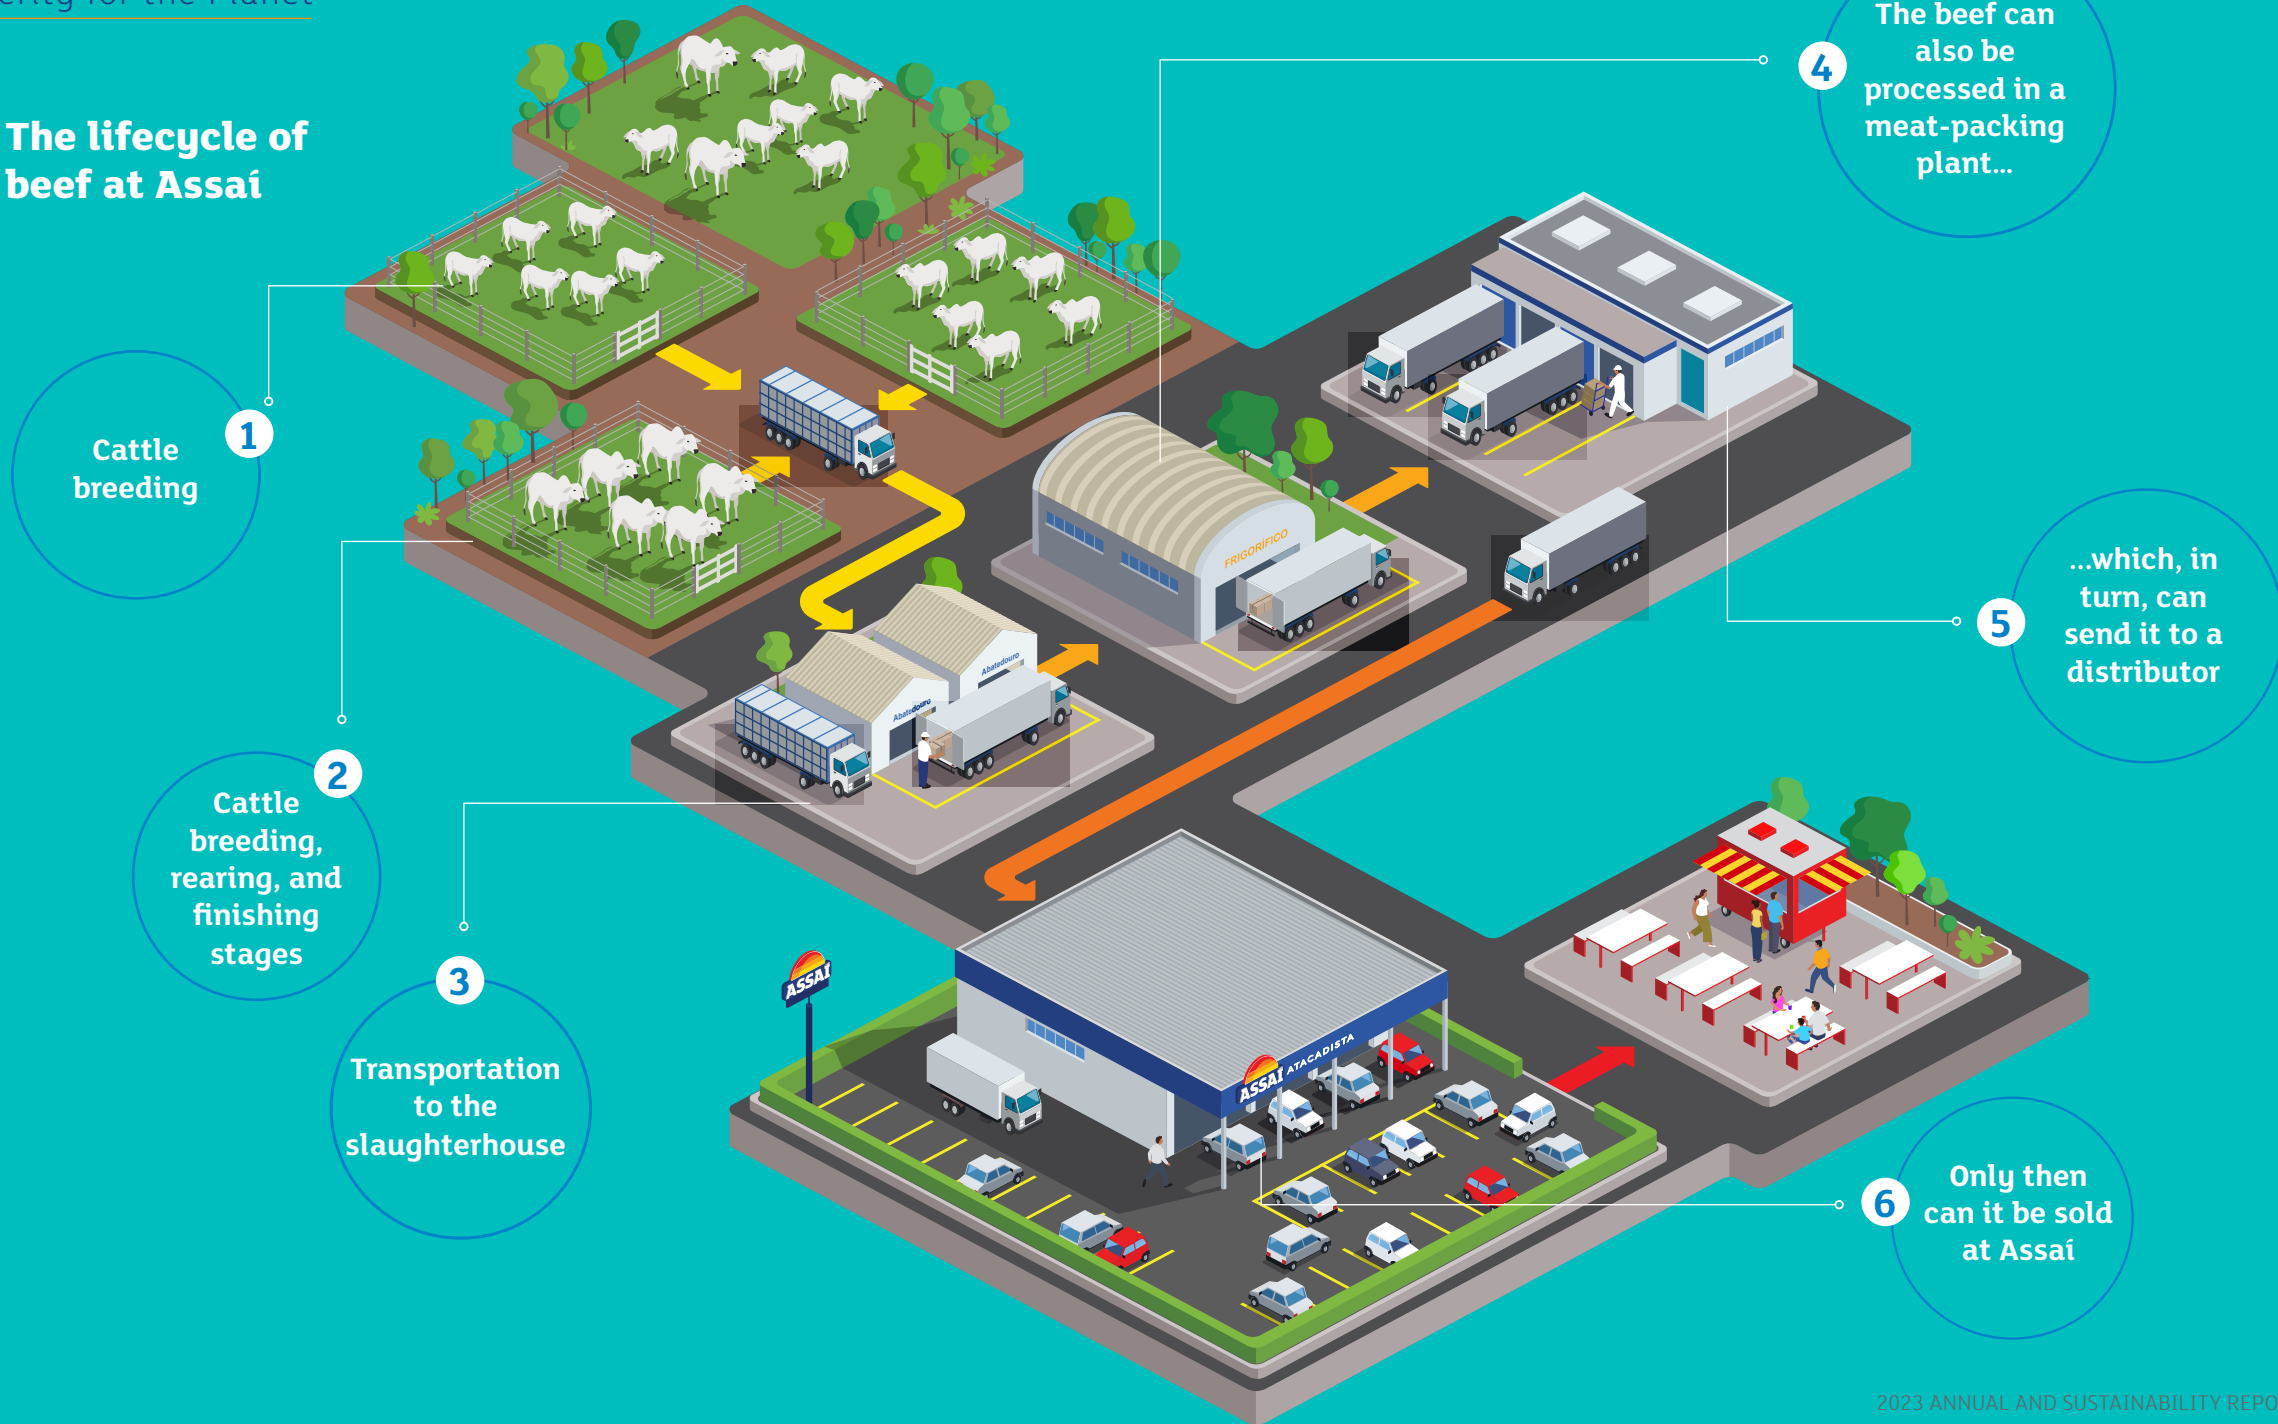 for the Planet
The lifecycle of
beef at Assaí
1
Cattle
breeding
2
Cattle
breeding,
rearing, and
finishing
stages
3
Transportation
to the
slaughterhouse
4
The beef can
also be
processed in a
meat-packing
plant...
5
...which, in
turn, can
send it to a
distributor
6
Only then
can it be sold
at Assaí
FRIGORÍFICO
Abatedouro
Abatedouro
ASSAÍ
ASSAÍ ATACADISTA
2023 ANNUAL AND SUSTAINABILITY REPO